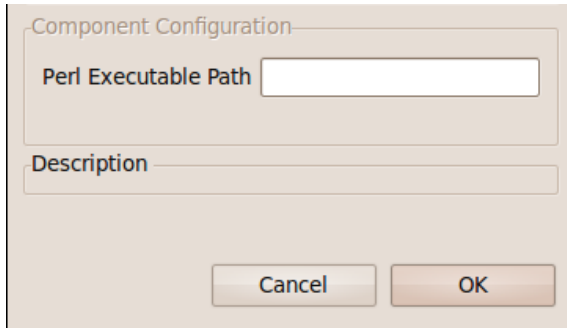 Component Configuration
Perl Executable Path
Description
Cancel OK